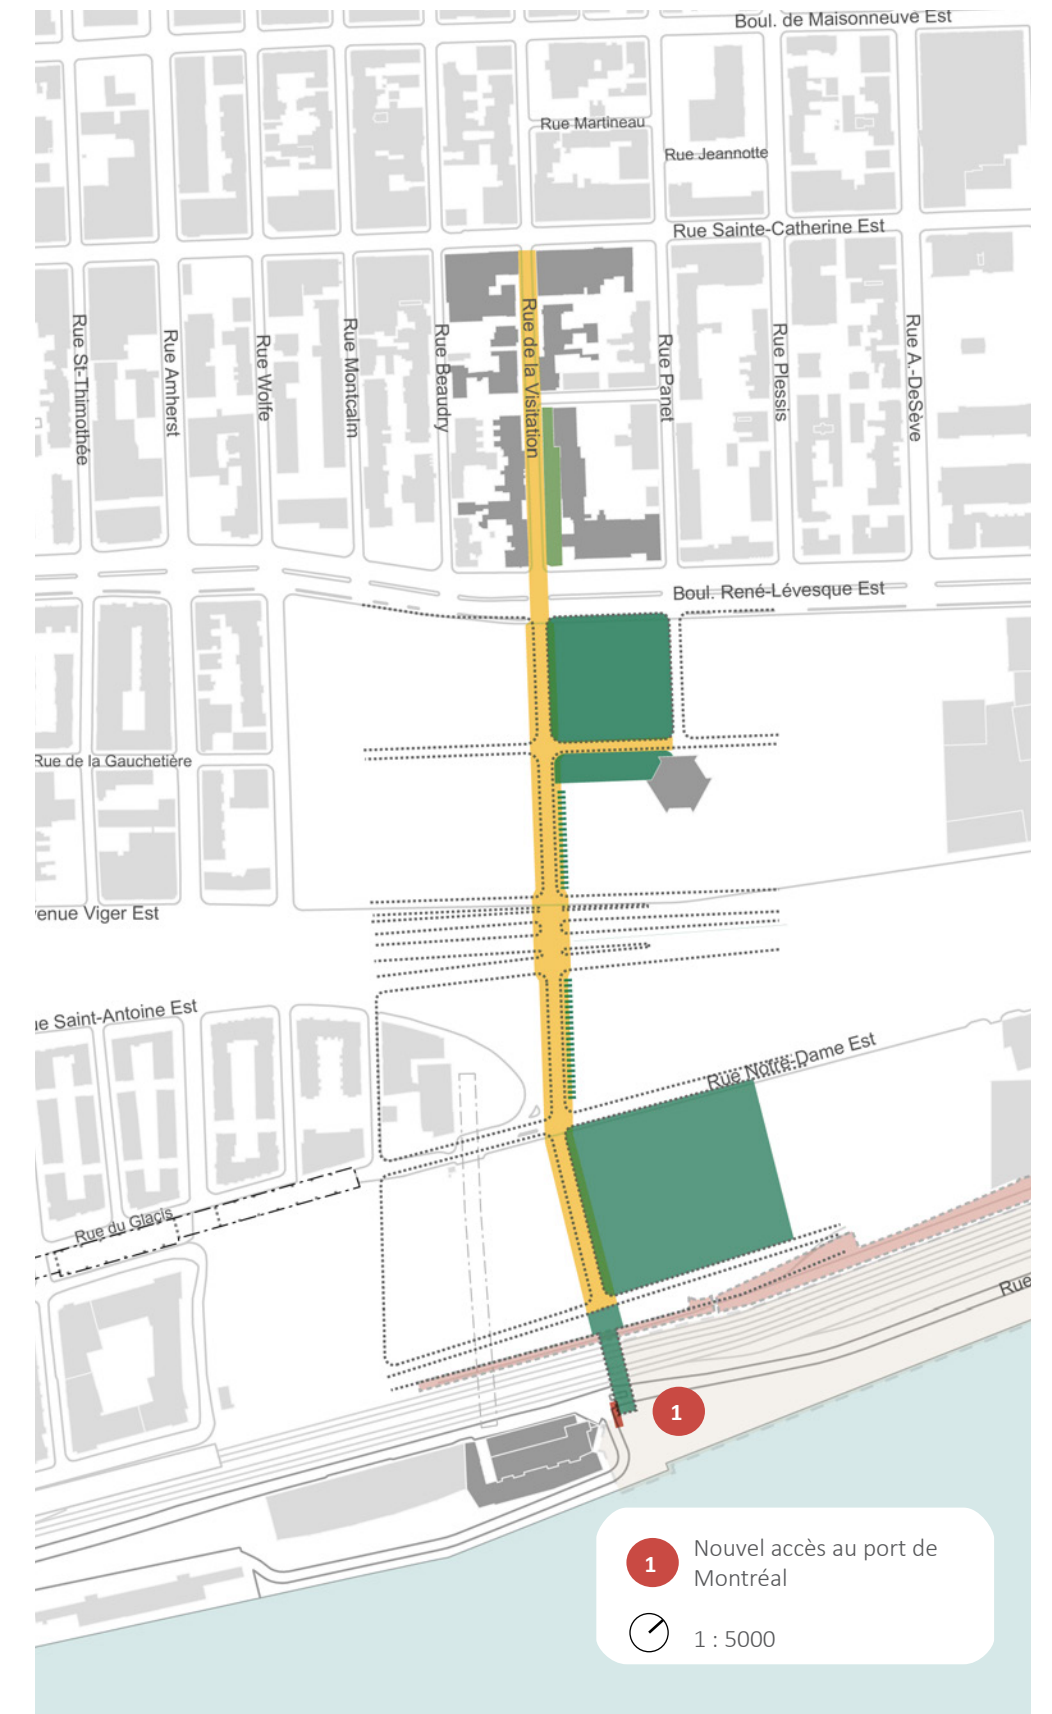 Boul. de Maisonneuve Est
Rue Martineau
Rue Jeannotte
Rue Sainte-Catherine Est
Rue St-Thimothée
Rue Amherst
Rue Wolfe
Rue Montcalm
Rue Beaudry
Rue de la Visitation
Rue Panet
Rue Plessis
Rue A.-DeSève
Boul. René-Lévesque Est
Rue de la Gauchetière
venue Viger Est
ue Saint-Antoine Est
Rue Notre-Dame Est
Rue du Glacis
Rue
1
1
Nouvel accès au port de
Montréal
1 : 5000